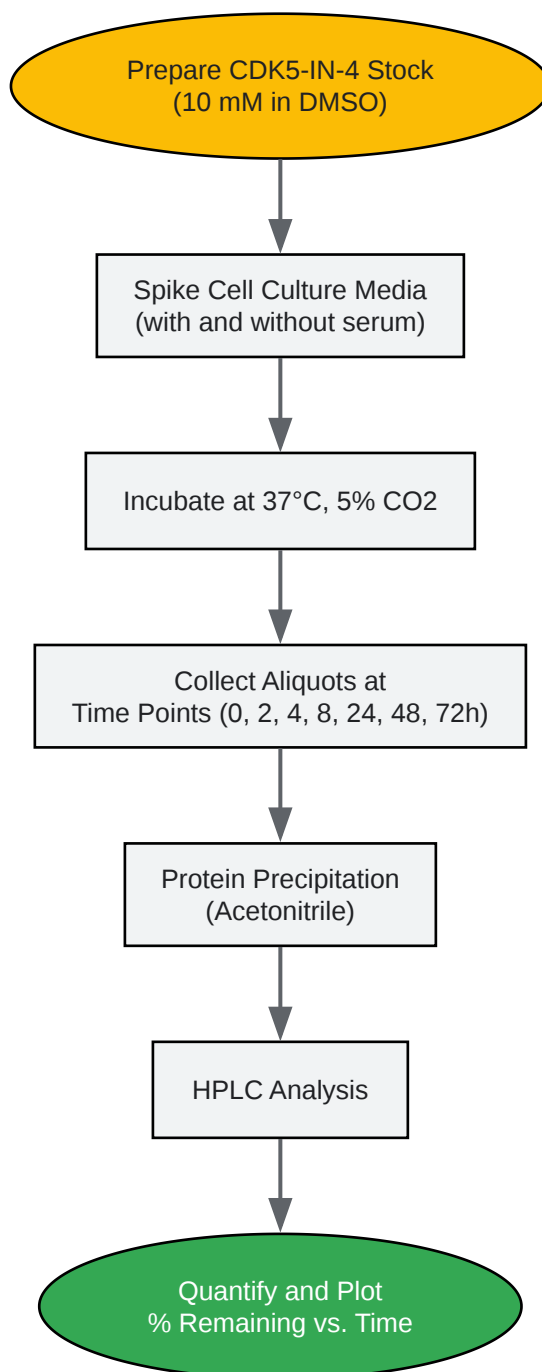 Prepare CDK5-IN-4 Stock
(10 mM in DMSO)
Spike Cell Culture Media
(with and without serum)
Incubate at 37°C, 5% CO2
Collect Aliquots at
Time Points (0, 2, 4, 8, 24, 48, 72h)
Protein Precipitation
(Acetonitrile)
HPLC Analysis
Quantify and Plot
% Remaining vs. Time